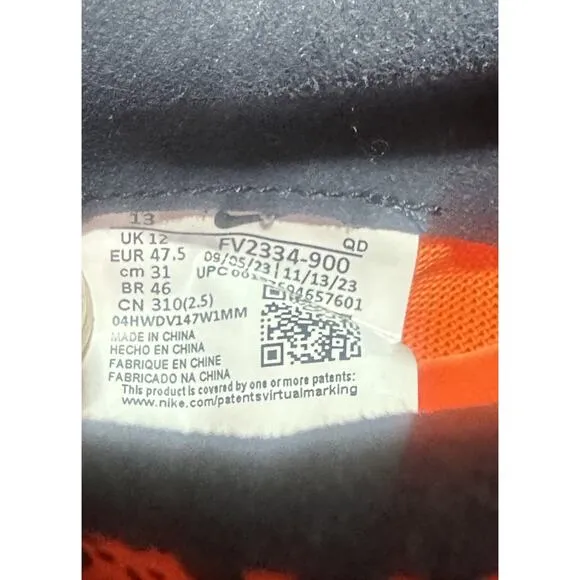 13
UK 12
EUR 47.5
cm 31
BR 46
CN 310(2.5)
04HWDV147W1MM
MADE IN CHINA
HECHO EN CHINA
FABRIQUE EN CHINE
FABRICADO NA CHINA
FV2334-900 QD
09/05/23 | 11/13/23
UPC
This product is covered by one or more patents:
www.nike.com/patentsvirtualmarking